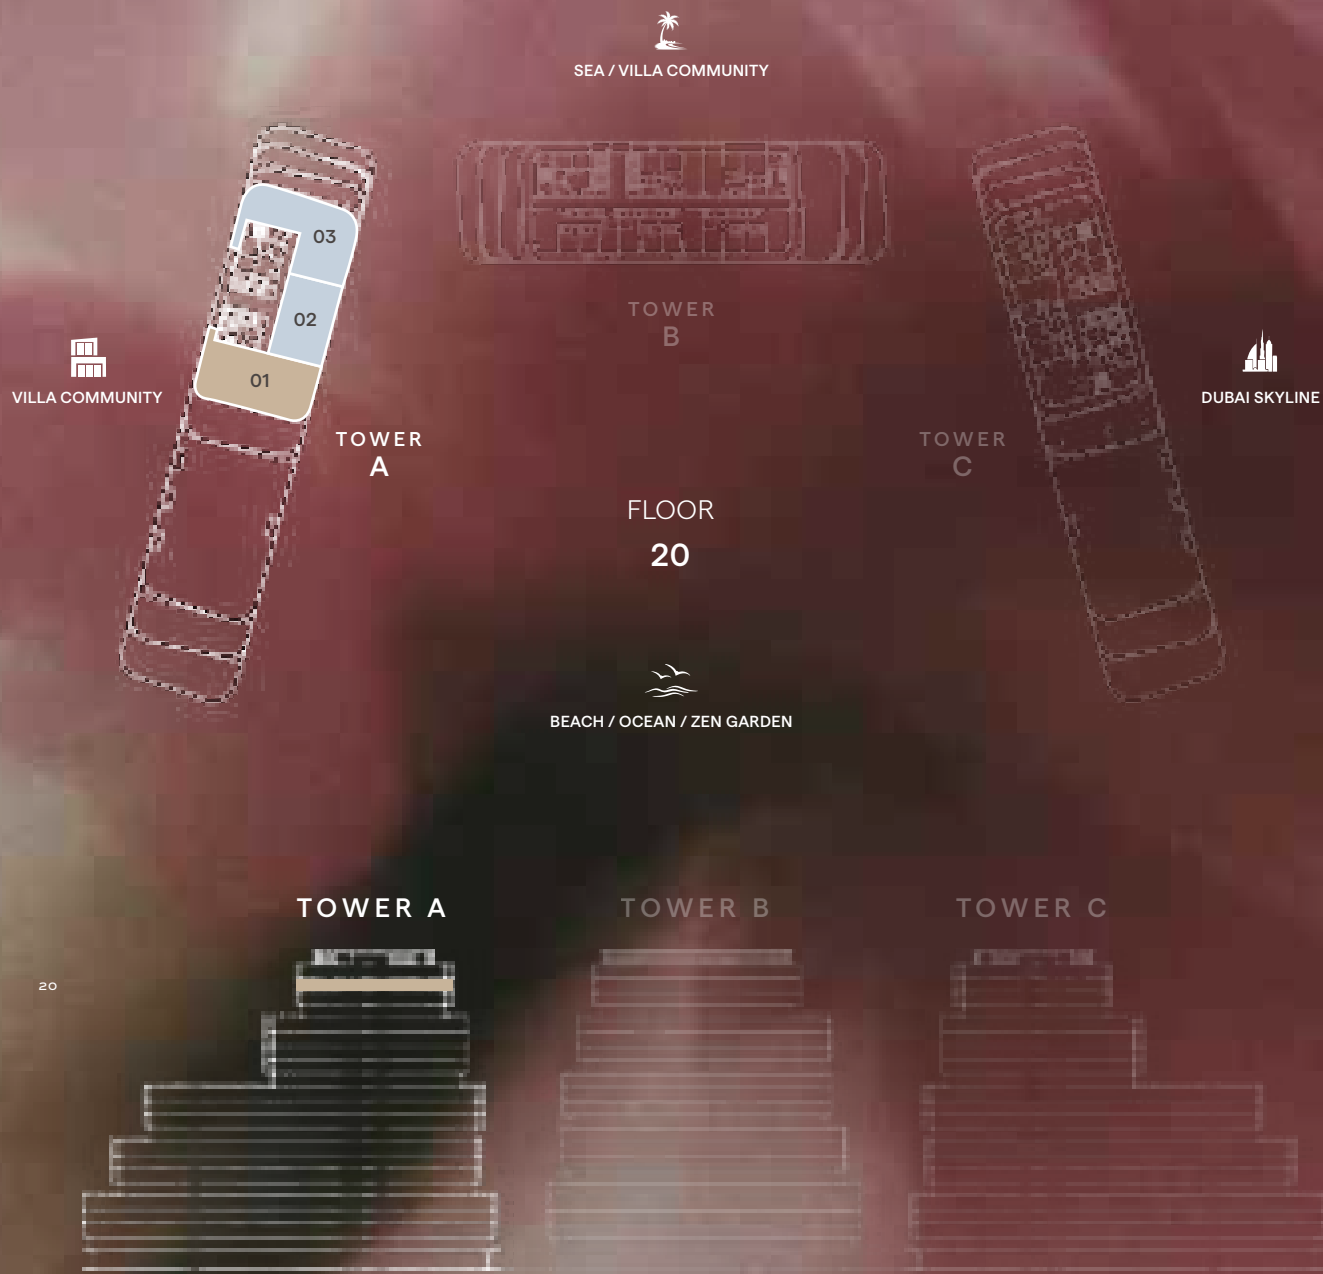 SEA / VILLA COMMUNITY
03
02
01
TOWER
B
VILLA COMMUNITY
DUBAI SKYLINE
TOWER
A
TOWER
C
FLOOR
20
BEACH / OCEAN / ZEN GARDEN
TOWER A
TOWER B
TOWER C
20